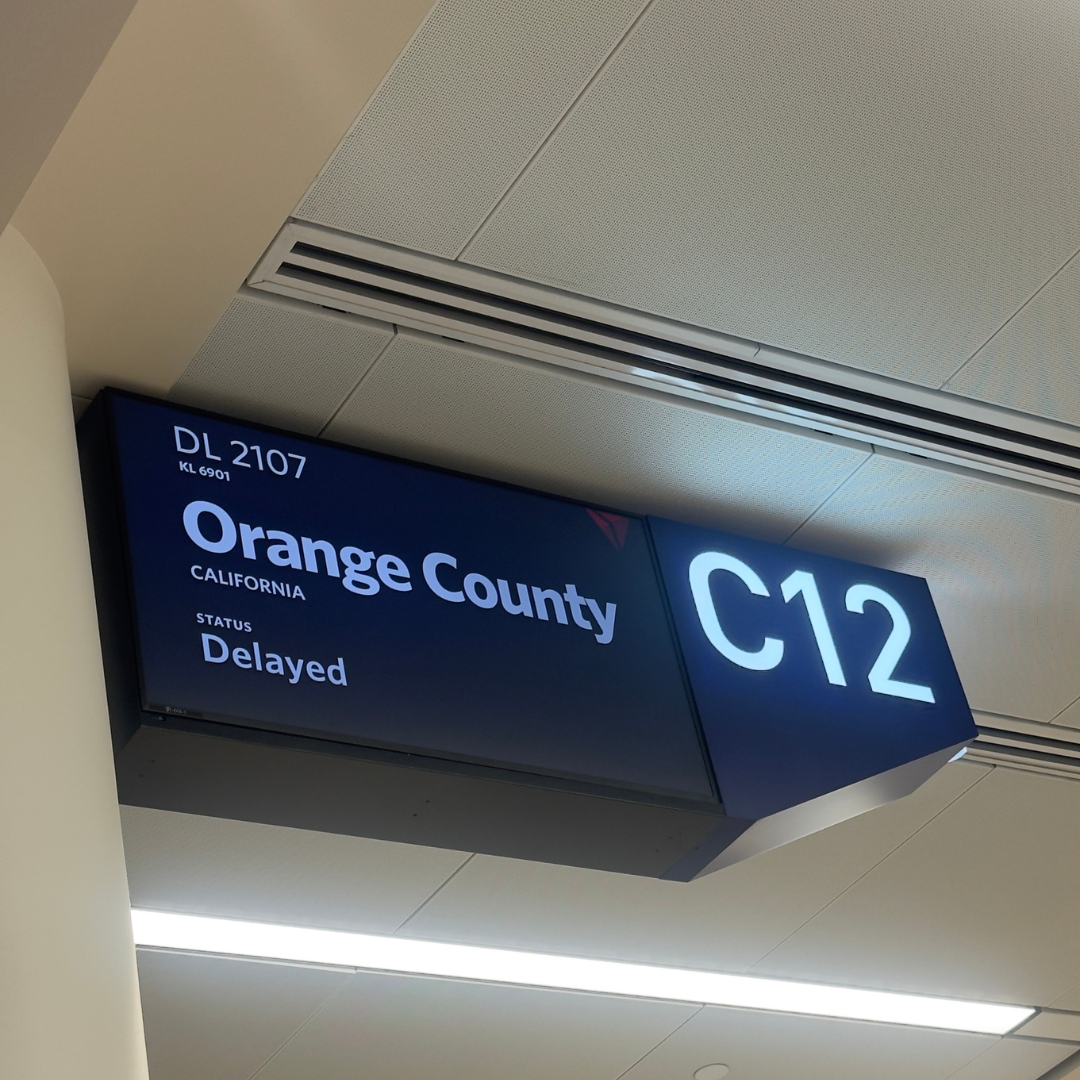 DL 2107
KL 6901
Orange County
CALIFORNIA
STATUS
Delayed
C12